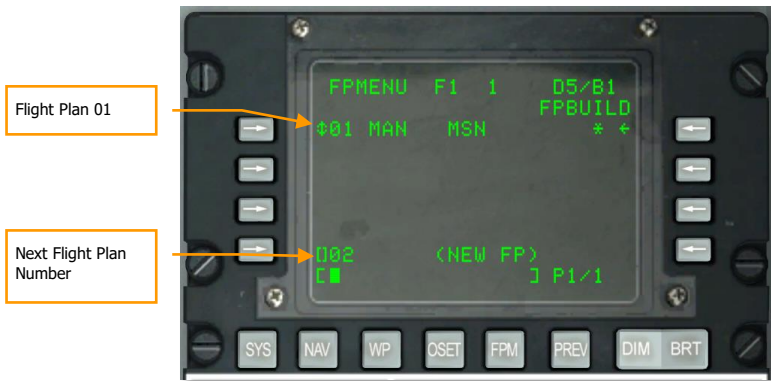 Flight Plan 01
Next Flight Plan
Number
FPMENU F1 1 D5/B1
FPBUILD
↕01 MAN MSN * ←
[]02 (NEW FP)
[ ] P1/1
SYS NAV WP OSET FPM PREV DIM BRT